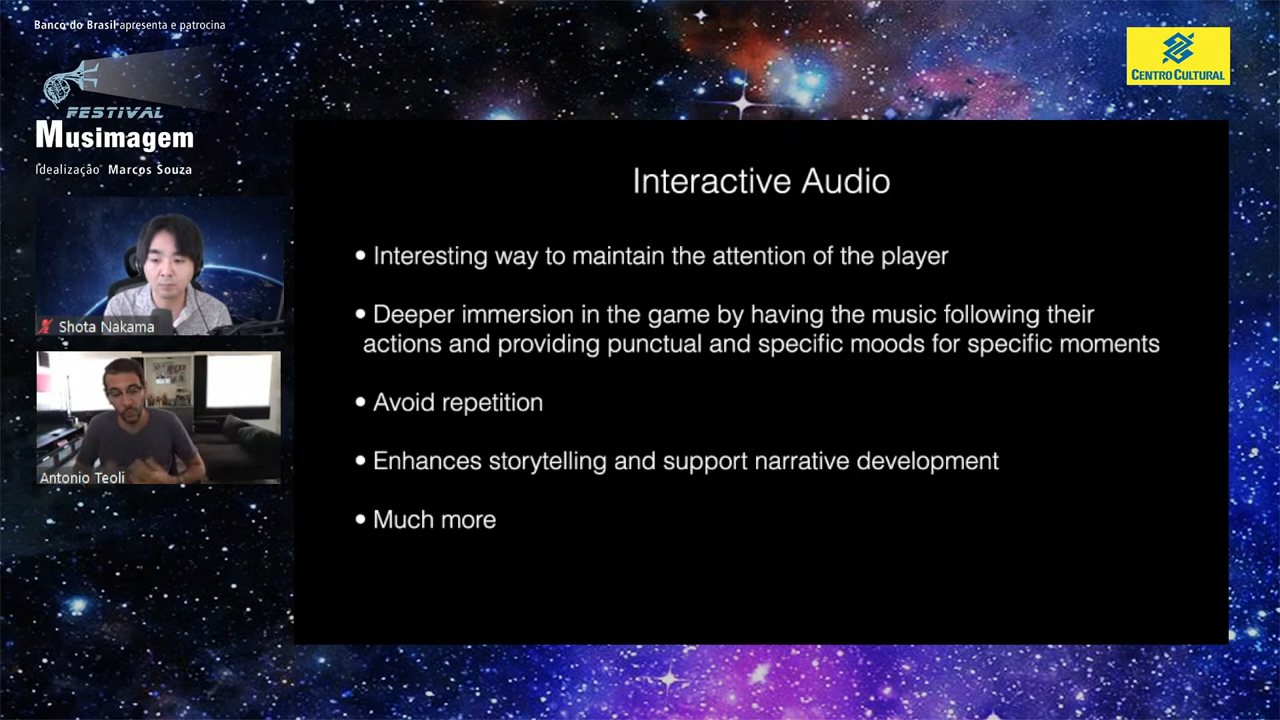 Banco do Brasil apresenta e patrocina
FESTIVAL
Musimagem
Idealização Marcos Souza
CENTRO CULTURAL
Shota Nakama
Antonio Teoli
Interactive Audio
• Interesting way to maintain the attention of the player
• Deeper immersion in the game by having the music following their
actions and providing punctual and specific moods for specific moments
• Avoid repetition
• Enhances storytelling and support narrative development
• Much more